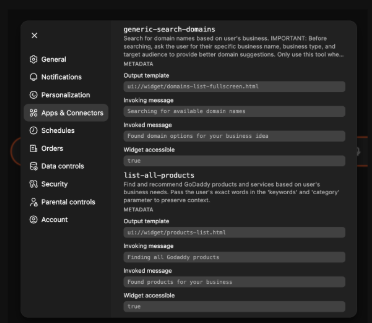 generic-search-domains
Search for domain names based on user's business. IMPORTANT: Before
searching, ask the user for their specific business name, business type, and
target audience to provide better domain suggestions. Only use this tool whe...
METADATA
Output template
ui://widget/domains-list-fullscreen.html
Invoking message
Searching for available domain names
Invoked message
Found domain options for your business idea
Widget accessible
true
list-all-products
Find and recommend GoDaddy products and services based on user's
business needs. Pass the user's exact words in the 'keywords' and 'category'
parameter to preserve context.
METADATA
Output template
ui://widget/products-list.html
Invoking message
Finding all Godaddy products
Invoked message
Found products for your business
Widget accessible
true
General
Notifications
Personalization
Apps & Connectors
Schedules
Orders
Data controls
Security
Parental controls
Account